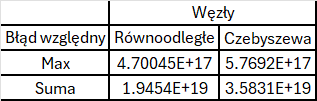 Węzły
Błąd względny Równoodległe Czebyszewa
Max 4.70045E+17 5.7692E+17
Suma 1.9454E+19 3.5831E+19